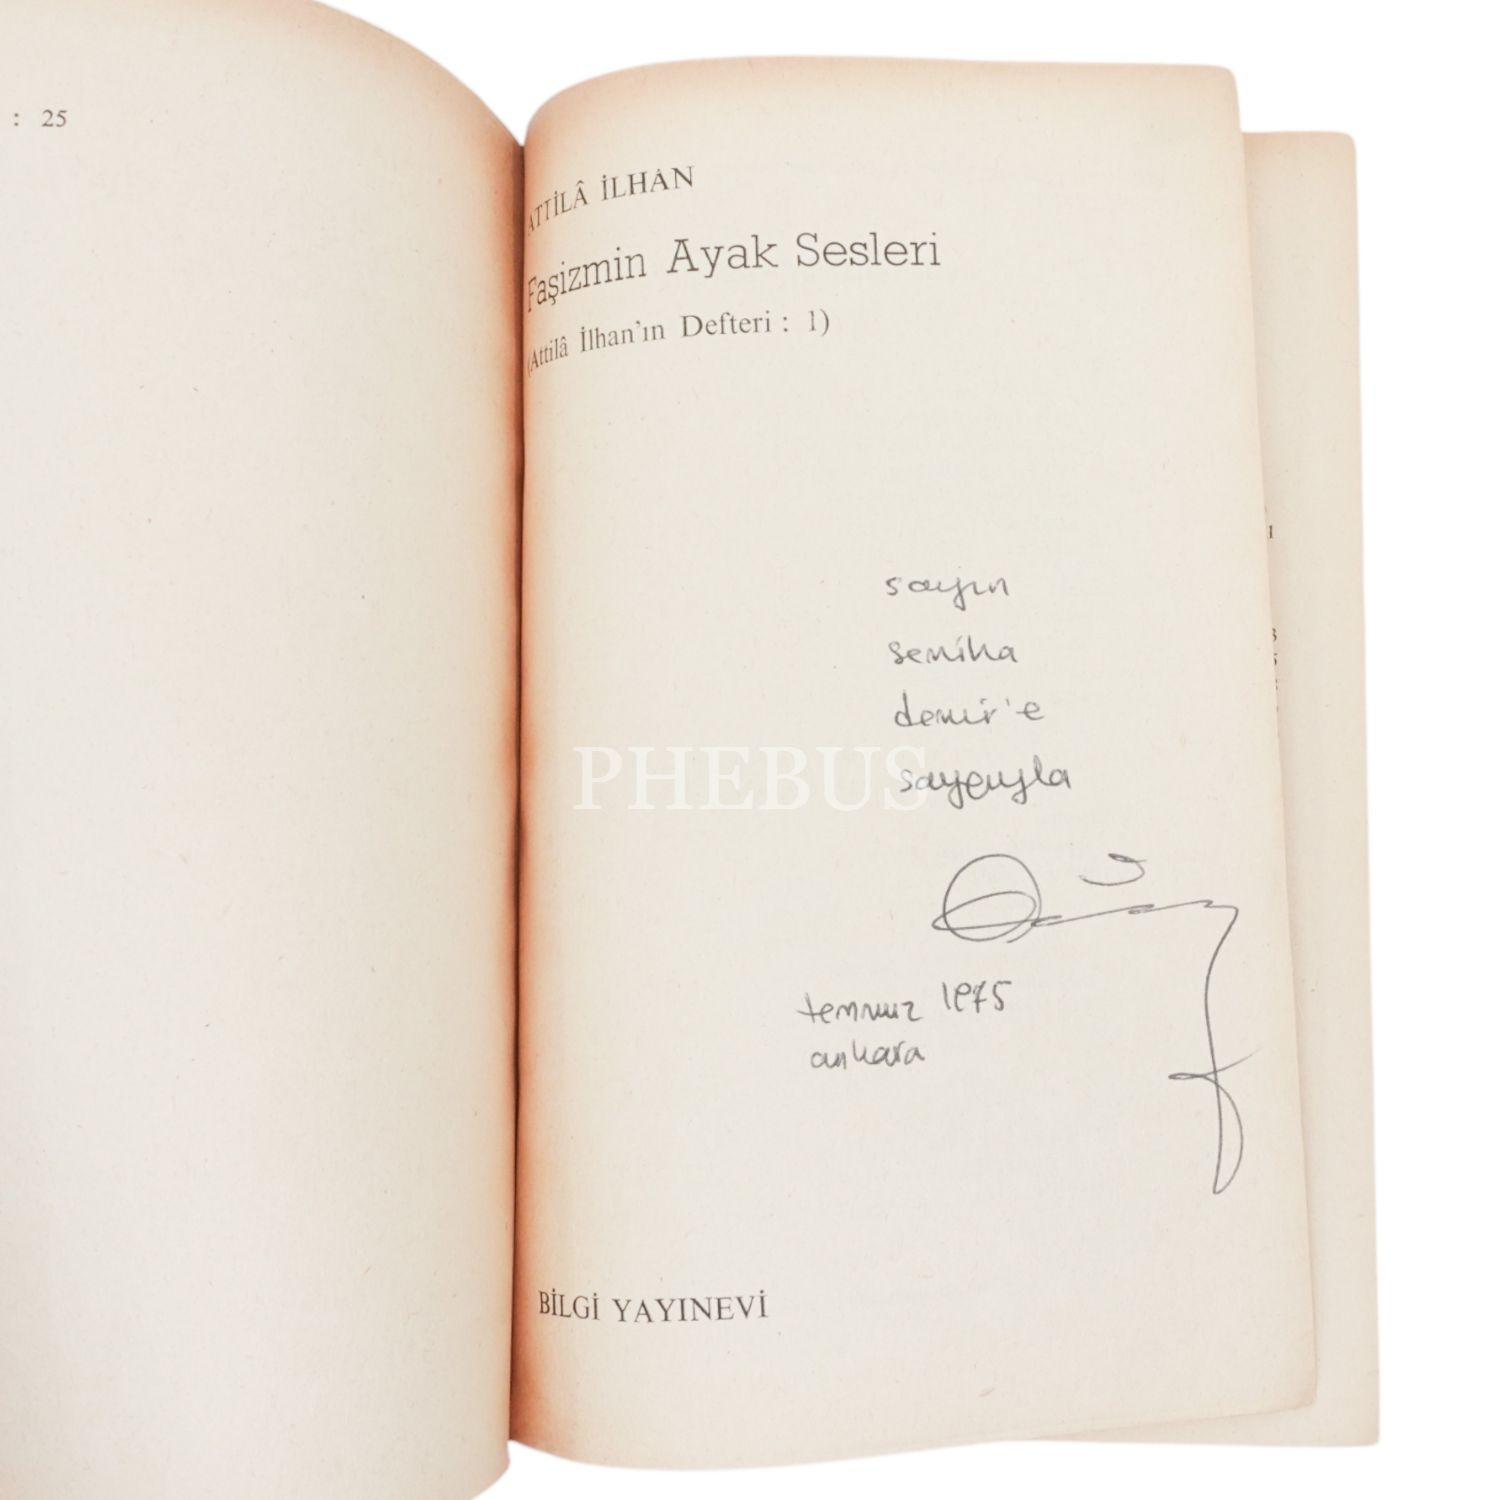 : 25
ATTİLÂ İLHAN
Faşizmin Ayak Sesleri
(Attilâ İlhan'ın Defteri : 1)
sayın
semiha
demir'e
PHEBUS
saygıyla
temmuz 1975
ankara
BİLGİ YAYINEVİ